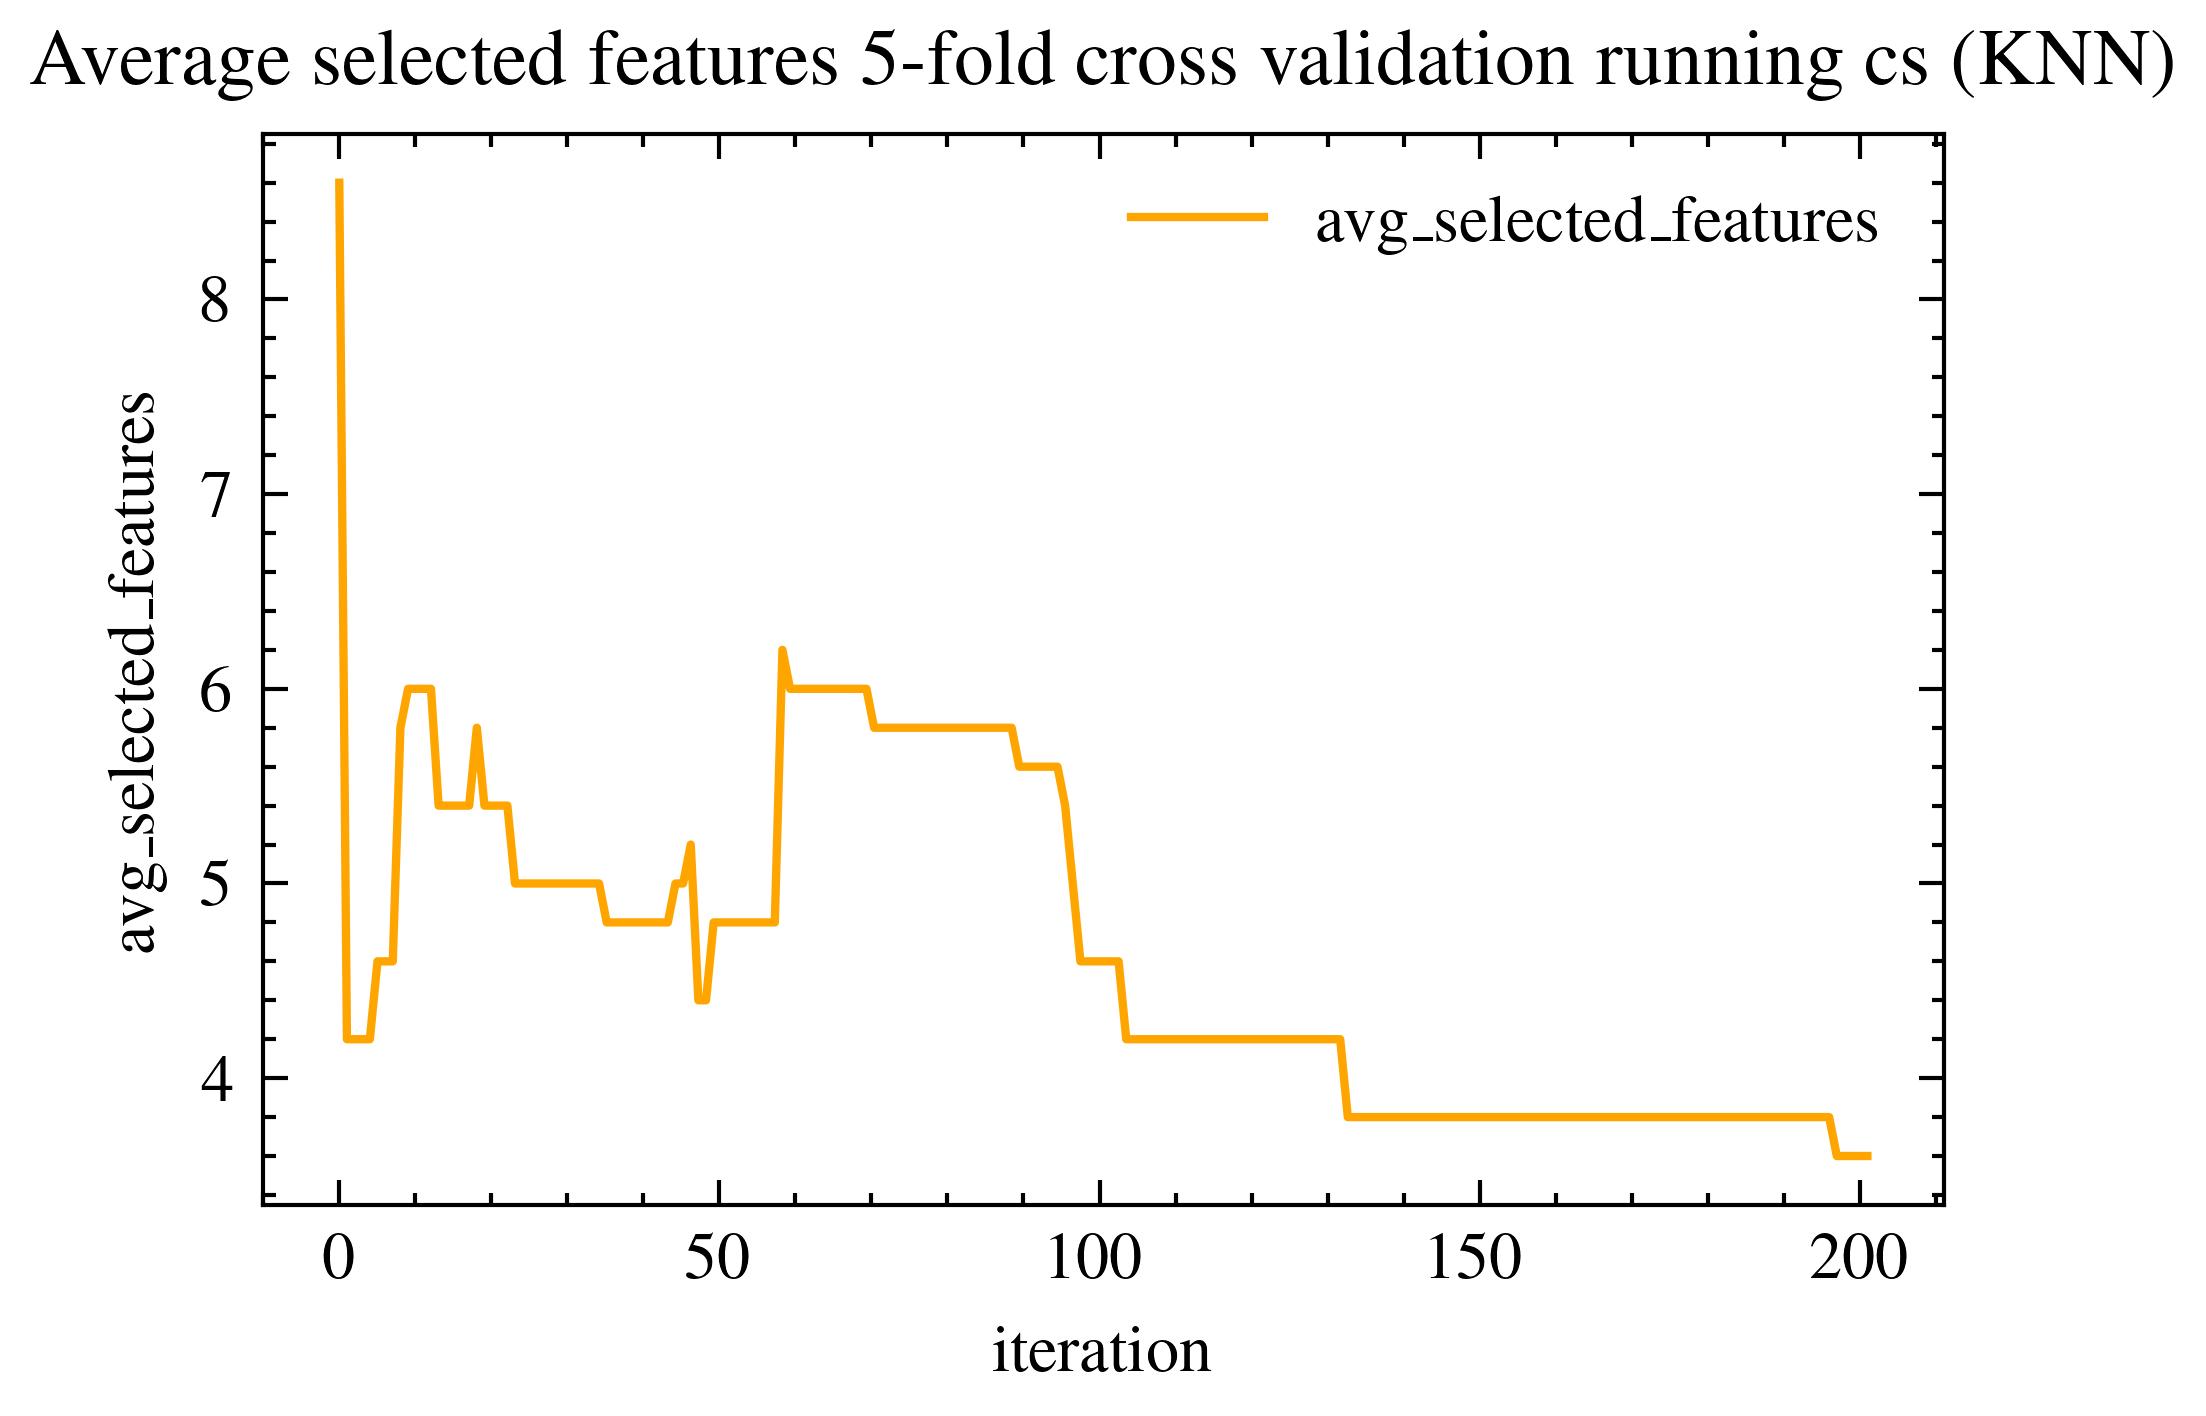 Average selected features 5-fold cross validation running cs (KNN)
avg_selected_features
8
7
6
5
4
avg_selected_features
0 50 100 150 200
iteration